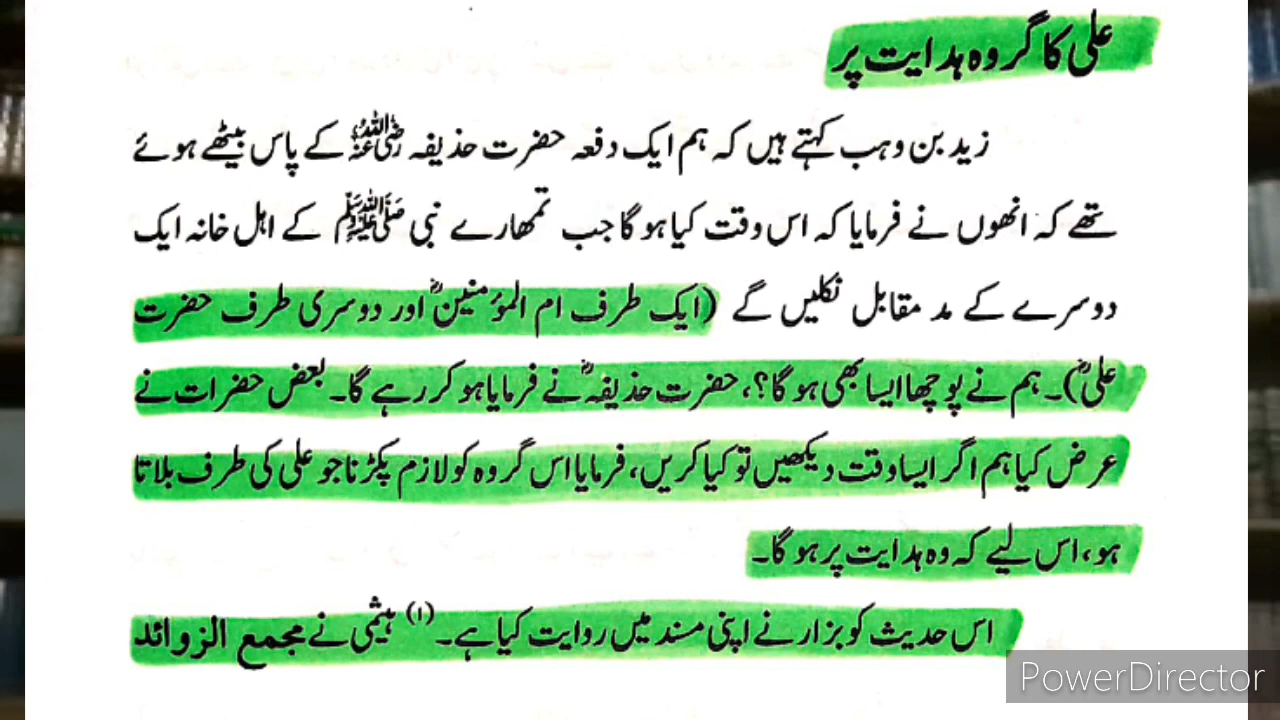 علی کا گروہ ہدایت پر
زید بن وہب کہتے ہیں کہ ہم ایک دفعہ حضرت حذیفہ رضی اللہ عنہ کے پاس بیٹھے ہوئے
تھے کہ انھوں نے فرمایا کہ اس وقت کیا ہو گا جب تمھارے نبی صلی اللہ علیہ وسلم کے اہل خانہ ایک
دوسرے کے مد مقابل نکلیں گے (ایک طرف ام المؤمنینؓ اور دوسری طرف حضرت
علیؓ)۔ ہم نے پوچھا ایسا بھی ہو گا؟، حضرت حذیفہؓ نے فرمایا ہو کر رہے گا۔ بعض حضرات نے
عرض کیا ہم اگر ایسا وقت دیکھیں تو کیا کریں، فرمایا اس گروہ کو لازم پکڑنا جو علی کی طرف بلاتا
ہو، اس لیے کہ وہ ہدایت پر ہو گا۔
اس حدیث کو بزار نے اپنی مسند میں روایت کیا ہے۔(۱) ہیثمی نے مجمع الزوائد
PowerDirector